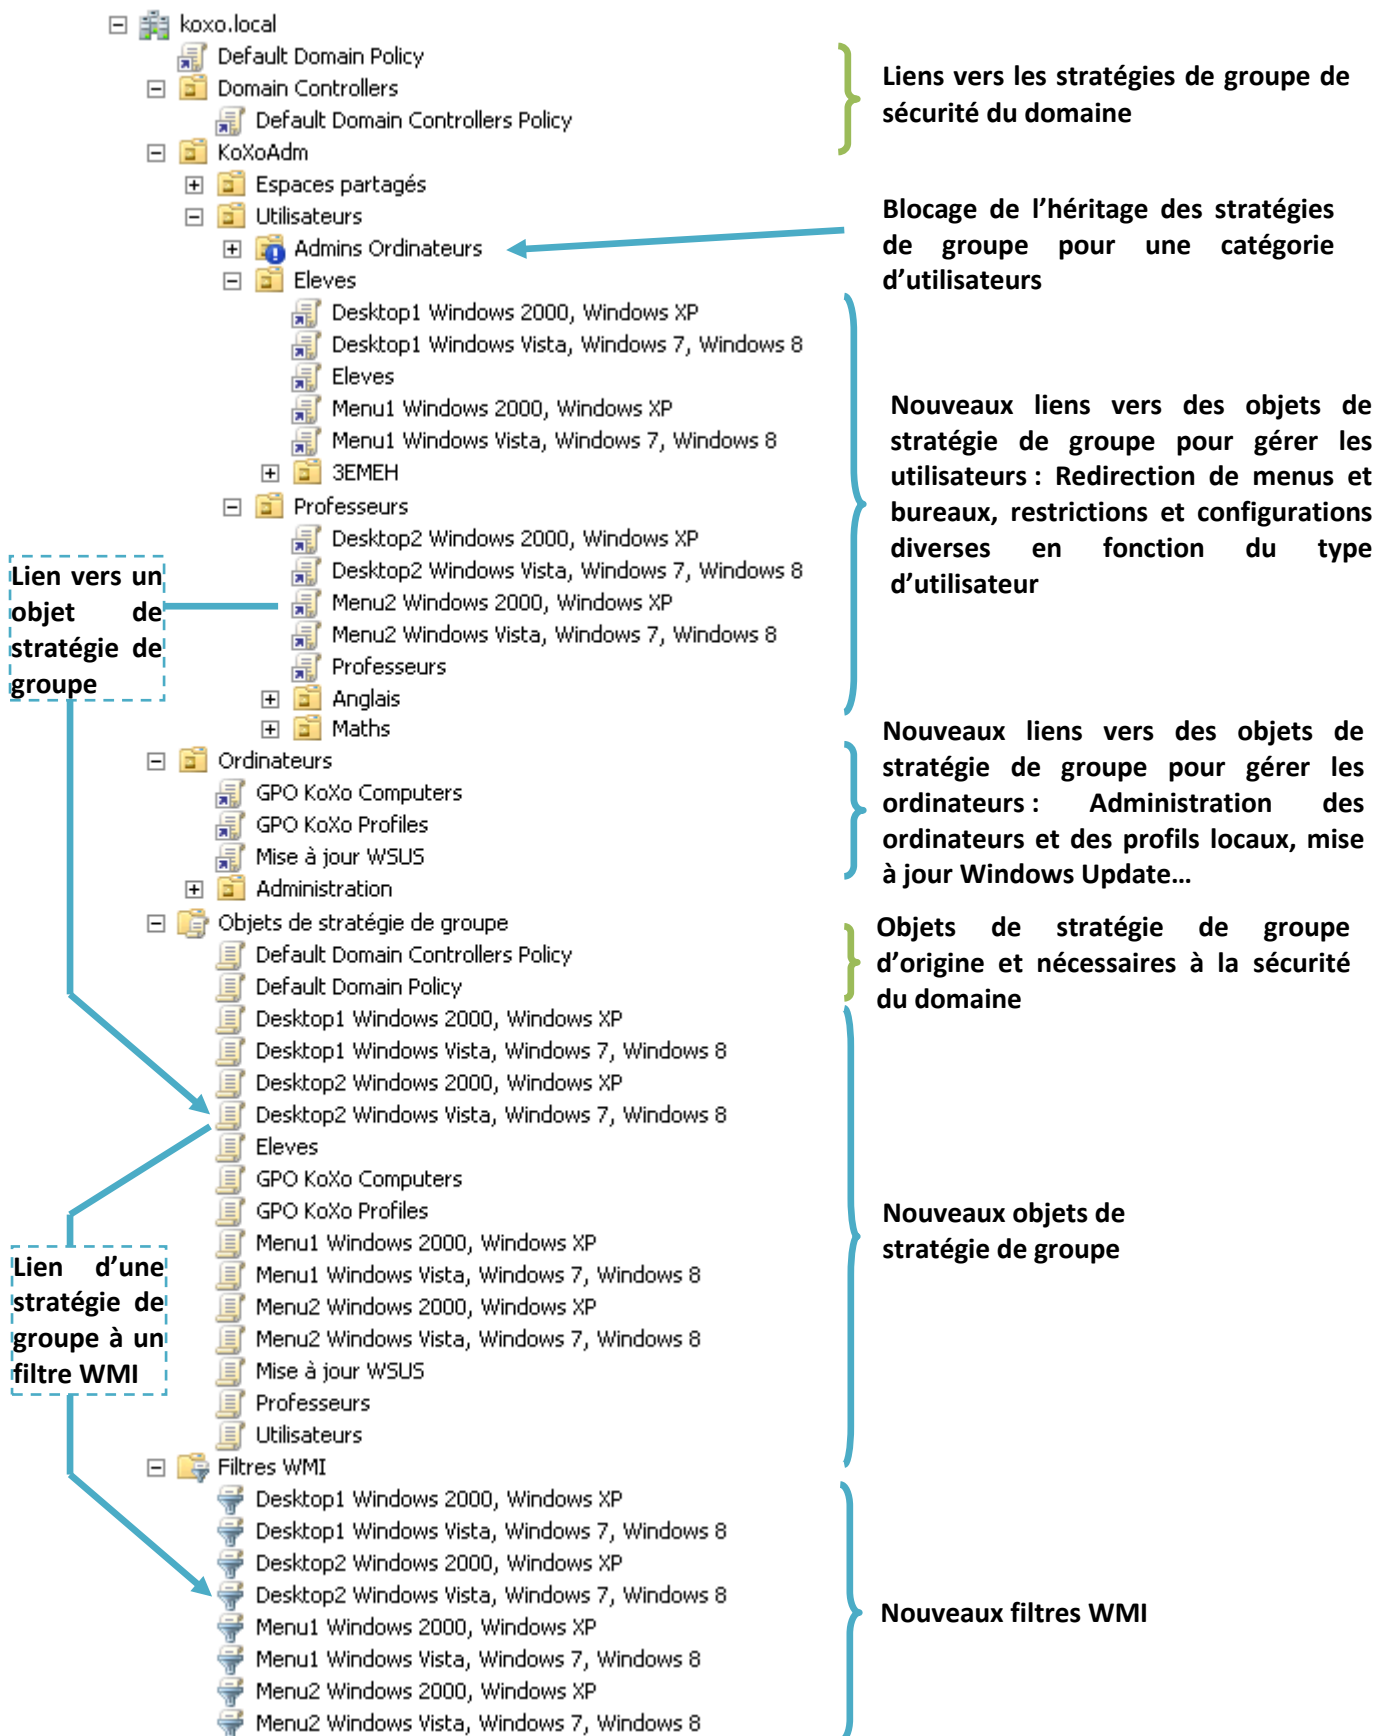 koxo.local
Default Domain Policy
Domain Controllers
Default Domain Controllers Policy
KoXoAdm
Espaces partagés
Utilisateurs
Admins Ordinateurs
Eleves
Desktop1 Windows 2000, Windows XP
Desktop1 Windows Vista, Windows 7, Windows 8
Eleves
Menu1 Windows 2000, Windows XP
Menu1 Windows Vista, Windows 7, Windows 8
3EMEH
Professeurs
Desktop2 Windows 2000, Windows XP
Desktop2 Windows Vista, Windows 7, Windows 8
Menu2 Windows 2000, Windows XP
Menu2 Windows Vista, Windows 7, Windows 8
Professeurs
Anglais
Maths
Ordinateurs
GPO KoXo Computers
GPO KoXo Profiles
Mise à jour WSUS
Administration
Objets de stratégie de groupe
Default Domain Controllers Policy
Default Domain Policy
Desktop1 Windows 2000, Windows XP
Desktop1 Windows Vista, Windows 7, Windows 8
Desktop2 Windows 2000, Windows XP
Desktop2 Windows Vista, Windows 7, Windows 8
Eleves
GPO KoXo Computers
GPO KoXo Profiles
Menu1 Windows 2000, Windows XP
Menu1 Windows Vista, Windows 7, Windows 8
Menu2 Windows 2000, Windows XP
Menu2 Windows Vista, Windows 7, Windows 8
Mise à jour WSUS
Professeurs
Utilisateurs
Filtres WMI
Desktop1 Windows 2000, Windows XP
Desktop1 Windows Vista, Windows 7, Windows 8
Desktop2 Windows 2000, Windows XP
Desktop2 Windows Vista, Windows 7, Windows 8
Menu1 Windows 2000, Windows XP
Menu1 Windows Vista, Windows 7, Windows 8
Menu2 Windows 2000, Windows XP
Menu2 Windows Vista, Windows 7, Windows 8
Lien vers un
objet de
stratégie de
groupe
Lien d’une
stratégie de
groupe à un
filtre WMI
Liens vers les stratégies de groupe de
sécurité du domaine
Blocage de l’héritage des stratégies
de groupe pour une catégorie
d’utilisateurs
Nouveaux liens vers des objets de
stratégie de groupe pour gérer les
utilisateurs : Redirection de menus et
bureaux, restrictions et configurations
diverses en fonction du type
d’utilisateur
Nouveaux liens vers des objets de
stratégie de groupe pour gérer les
ordinateurs : Administration des
ordinateurs et des profils locaux, mise
à jour Windows Update…
Objets de stratégie de groupe
d’origine et nécessaires à la sécurité
du domaine
Nouveaux objets de
stratégie de groupe
Nouveaux filtres WMI